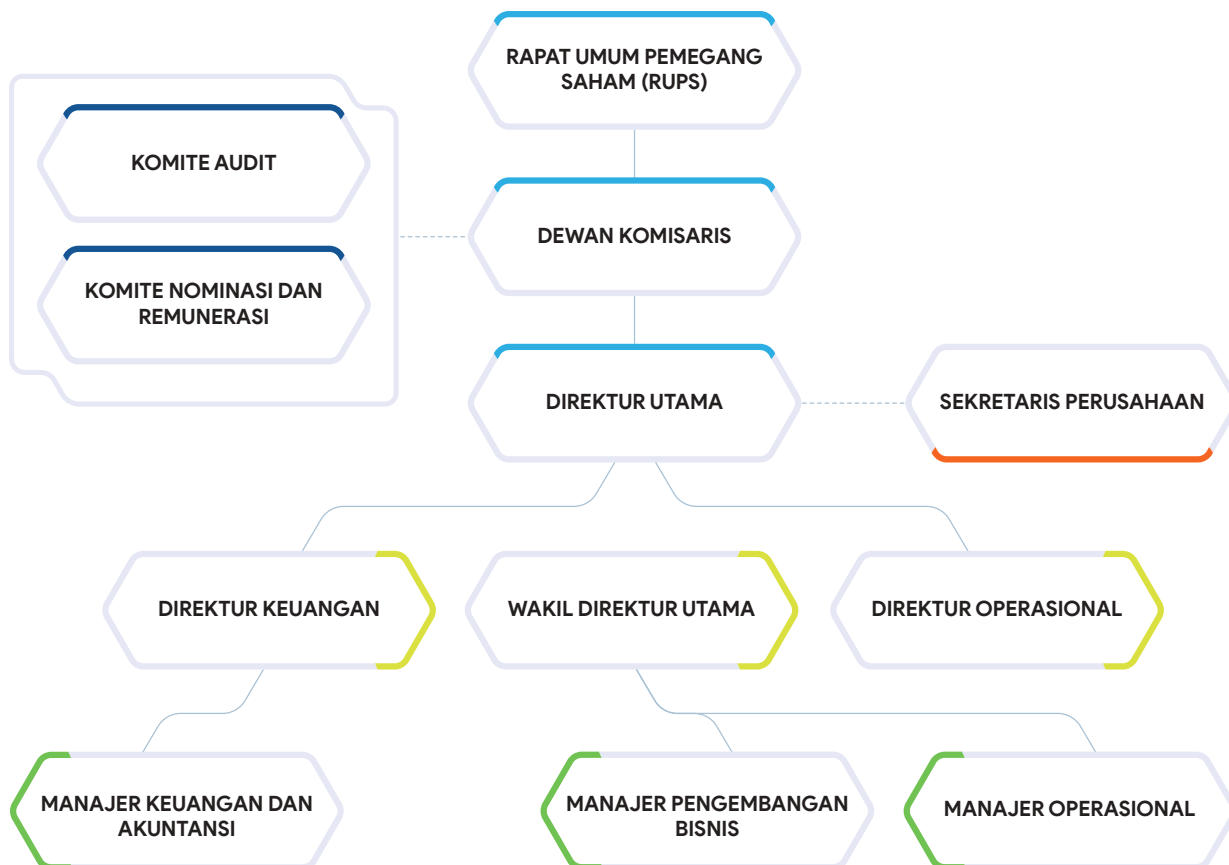 RAPAT UMUM PEMEGANG
SAHAM (RUPS)
KOMITE AUDIT
DEWAN KOMISARIS
KOMITE NOMINASI DAN
REMUNERASI
DIREKTUR UTAMA
SEKRETARIS PERUSAHAAN
DIREKTUR KEUANGAN
WAKIL DIREKTUR UTAMA
DIREKTUR OPERASIONAL
MANAJER KEUANGAN DAN
AKUNTANSI
MANAJER PENGEMBANGAN
BISNIS
MANAJER OPERASIONAL